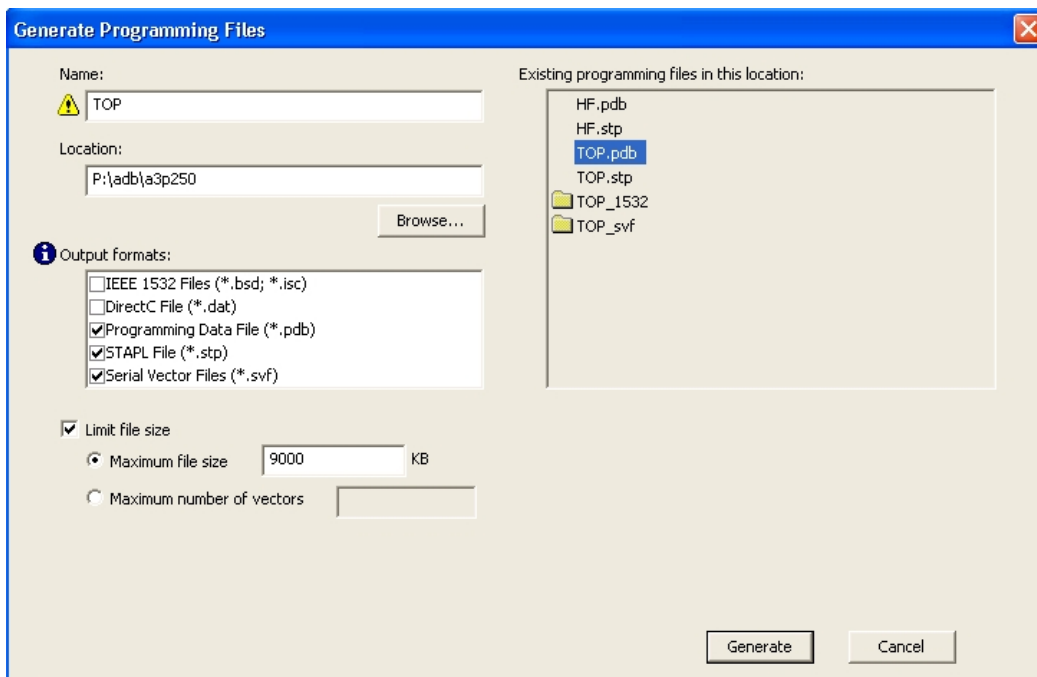 Generate Programming Files
Name:
TOP
Location:
P:\adb\a3p250
Browse...
Output formats:
IEEE 1532 Files (*.bsd; *.isc)
DirectC File (*.dat)
Programming Data File (*.pdb)
STAPL File (*.stp)
Serial Vector Files (*.svf)
Limit file size
Maximum file size 9000 KB
Maximum number of vectors
Existing programming files in this location:
HF.pdb
HF.stp
TOP.pdb
TOP.stp
TOP_1532
TOP_svf
Generate Cancel